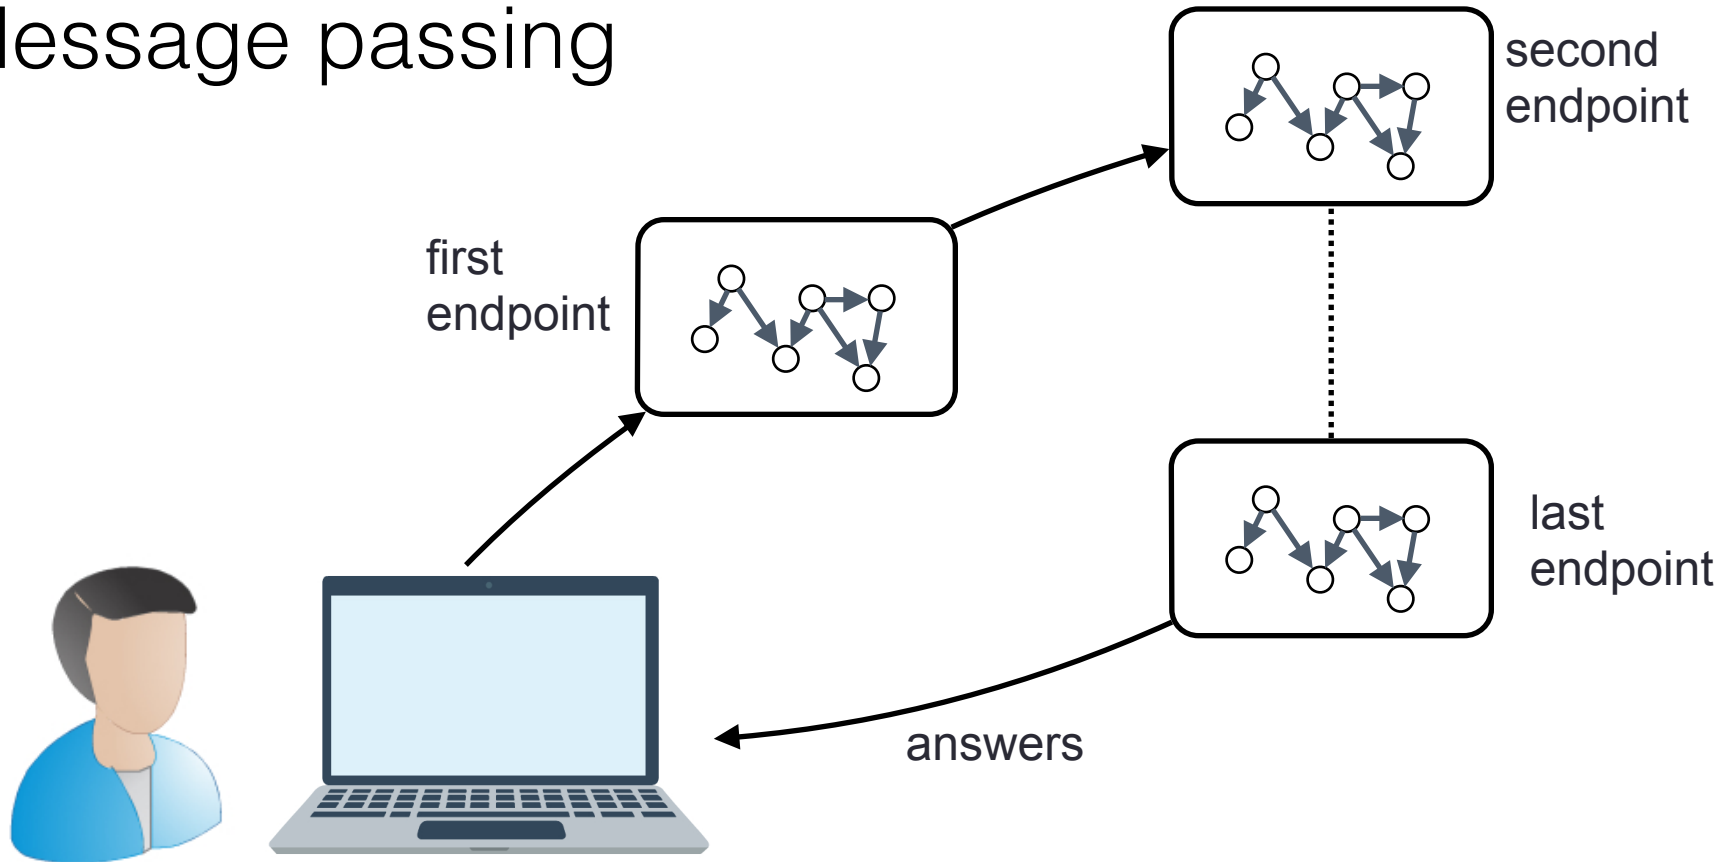 lessage passing
second
endpoint
first
endpoint
last
endpoint
answers